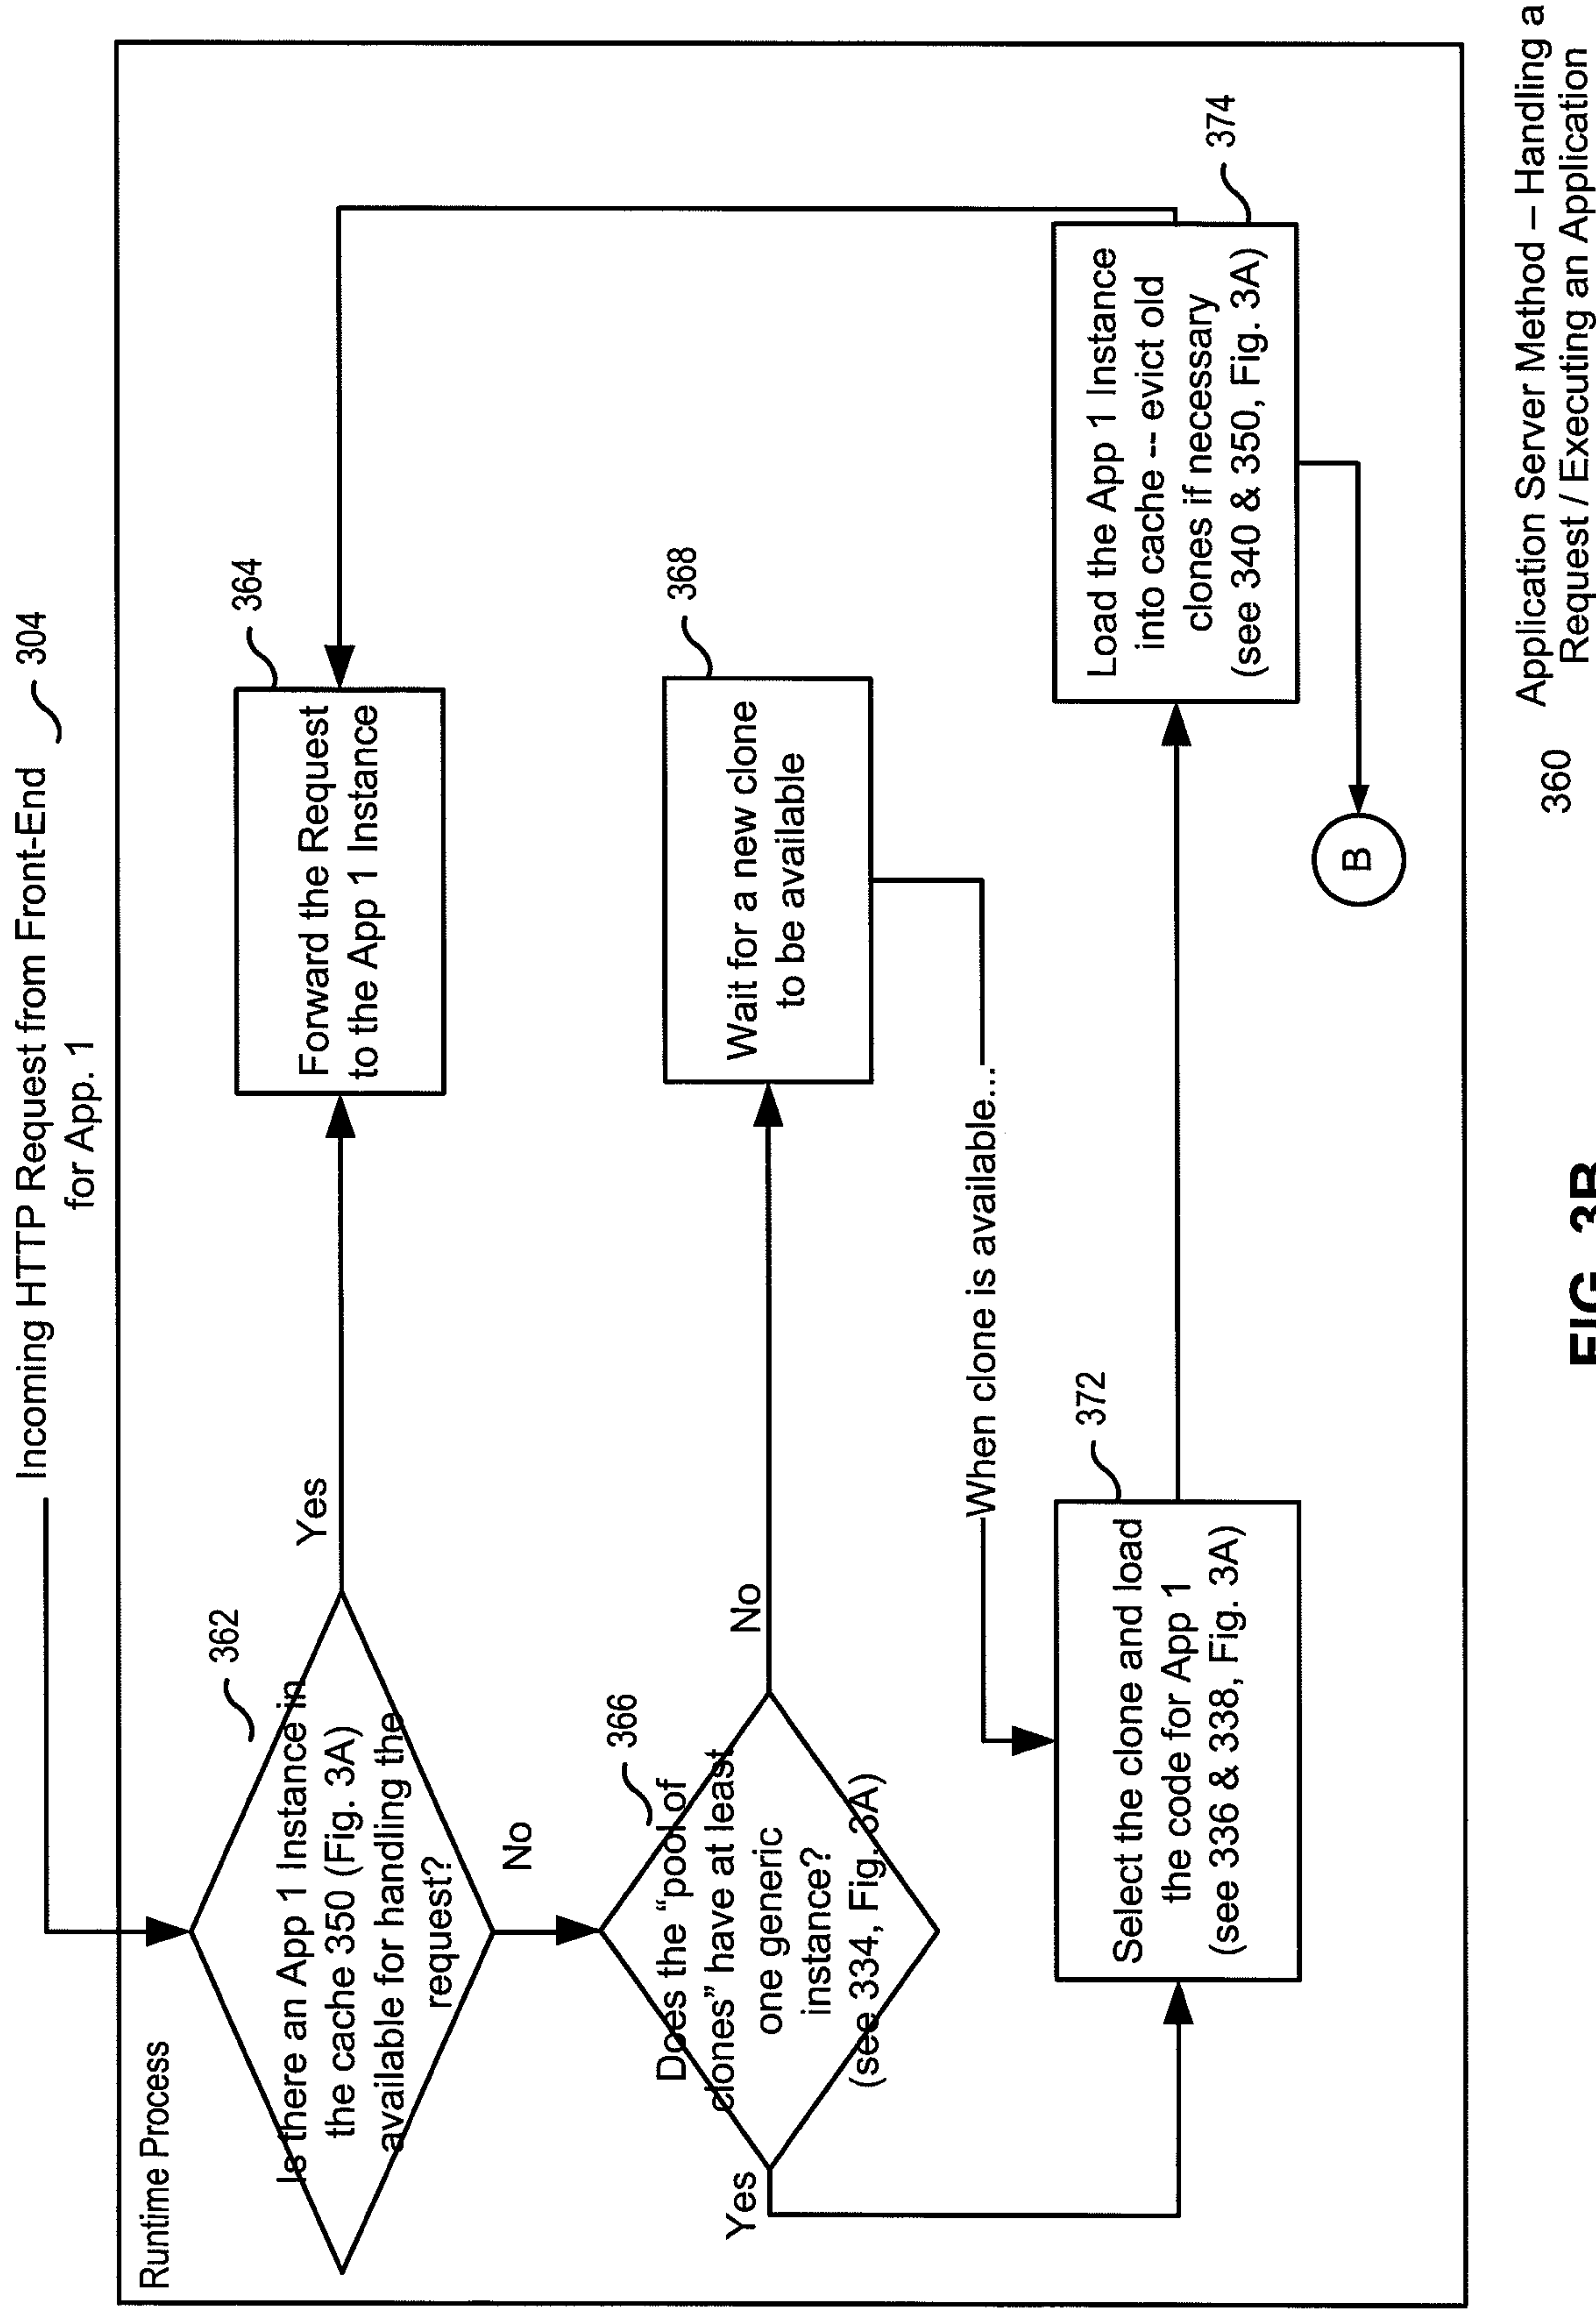 Incoming HTTP Request from Front-End
for App. 1
304
Runtime Process
362
Is there an App 1 Instance in
the cache 350 (Fig. 3A)
available for handling the
request?
Yes
364
Forward the Request
to the App 1 Instance
No
366
Does the “pool of
clones” have at least
one generic
instance?
(see 334, Fig. 3A)
No
368
Wait for a new clone
to be available
Yes
When clone is available...
372
Select the clone and load
the code for App 1
(see 336 & 338, Fig. 3A)
374
Load the App 1 Instance
into cache -- evict old
clones if necessary
(see 340 & 350, Fig. 3A)
B
360
Application Server Method – Handling a
Request / Executing an Application
FIG. 3B